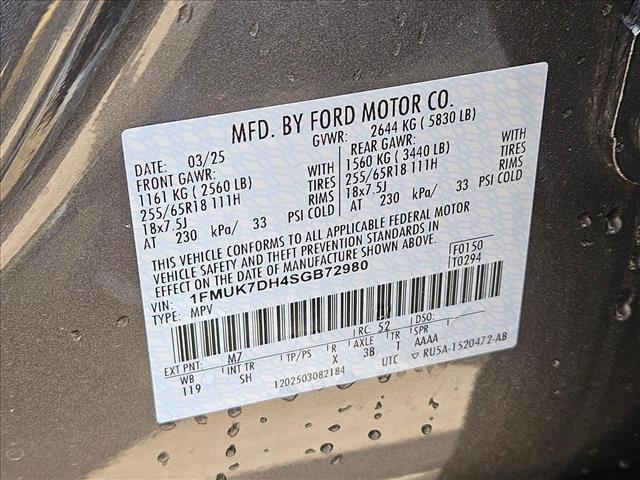 MFD. BY FORD MOTOR CO.
DATE: 03/25 GVWR: 2644 KG ( 5830 LB)
FRONT GAWR: WITH REAR GAWR: WITH
1161 KG ( 2560 LB) TIRES 1560 KG ( 3440 LB) TIRES
255/65R18 111H RIMS 255/65R18 111H RIMS
18x7.5J 18x7.5J
AT 230 kPa/ 33 PSI COLD AT 230 kPa/ 33 PSI COLD
THIS VEHICLE CONFORMS TO ALL APPLICABLE FEDERAL MOTOR
VEHICLE SAFETY AND THEFT PREVENTION STANDARDS IN
EFFECT ON THE DATE OF MANUFACTURE SHOWN ABOVE.
VIN: 1FMUK7DH4SGB72980 F0150
TYPE: MPV T0294
EXT PNT: M7 RC: 52 DSO:
WB INT TR TP/PS R AXLE TR SPR
119 SH X 3B T AAAA
1202503082184 UTC ▽ RU5A-1520472-AB